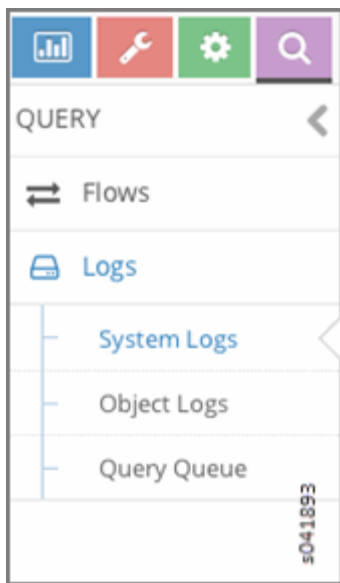 QUERY
Flows
Logs
System Logs
Object Logs
Query Queue
s041893